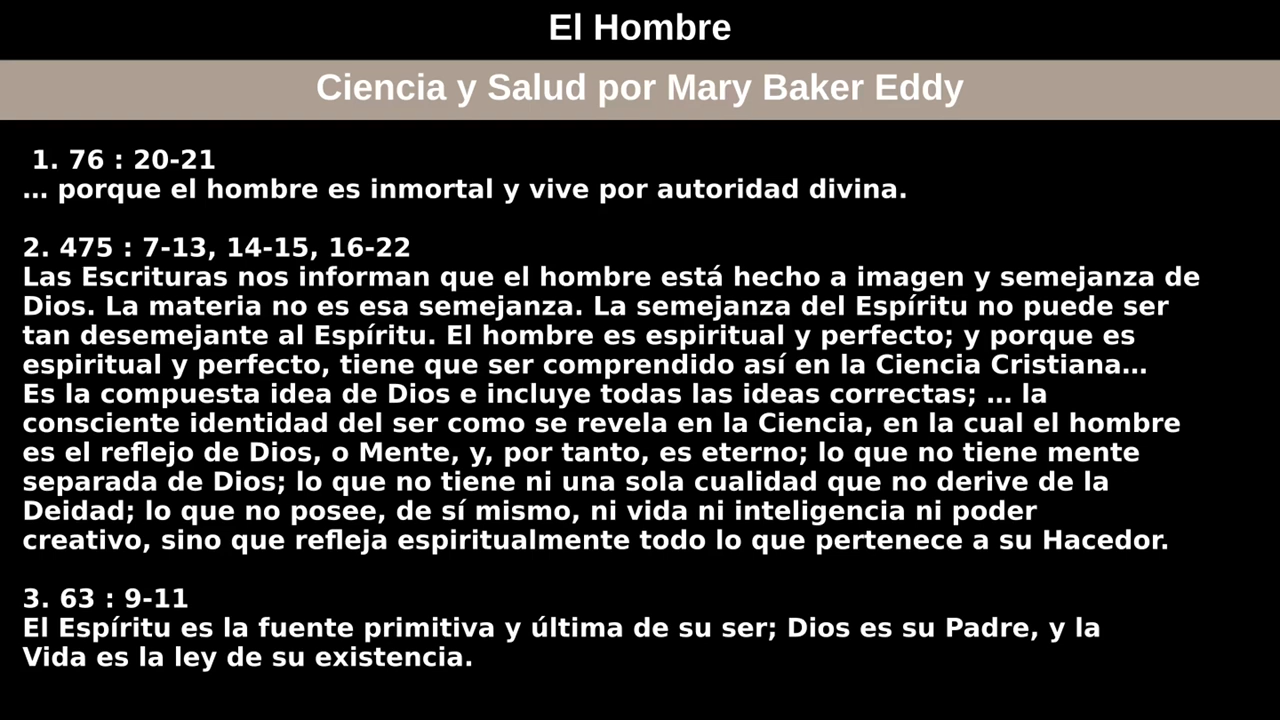 El Hombre
Ciencia y Salud por Mary Baker Eddy
1. 76 : 20-21
… porque el hombre es inmortal y vive por autoridad divina.
2. 475 : 7-13, 14-15, 16-22
Las Escrituras nos informan que el hombre está hecho a imagen y semejanza de
Dios. La materia no es esa semejanza. La semejanza del Espíritu no puede ser
tan desemejante al Espíritu. El hombre es espiritual y perfecto; y porque es
espiritual y perfecto, tiene que ser comprendido así en la Ciencia Cristiana…
Es la compuesta idea de Dios e incluye todas las ideas correctas; … la
consciente identidad del ser como se revela en la Ciencia, en la cual el hombre
es el reflejo de Dios, o Mente, y, por tanto, es eterno; lo que no tiene mente
separada de Dios; lo que no tiene ni una sola cualidad que no derive de la
Deidad; lo que no posee, de sí mismo, ni vida ni inteligencia ni poder
creativo, sino que refleja espiritualmente todo lo que pertenece a su Hacedor.
3. 63 : 9-11
El Espíritu es la fuente primitiva y última de su ser; Dios es su Padre, y la
Vida es la ley de su existencia.